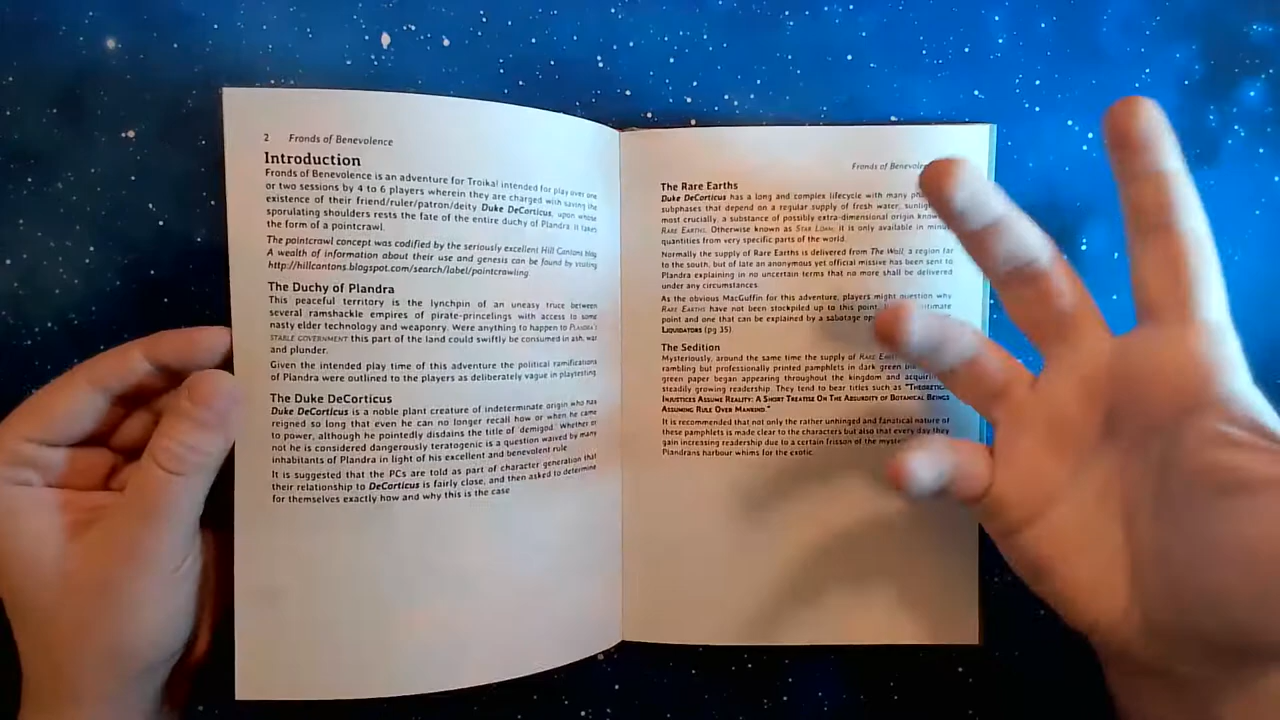 2 Fronds of Benevolence
Introduction
Fronds of Benevolence is an adventure for Troika! intended for play over one
or two sessions by 4 to 6 players wherein they are charged with saving the
existence of their friend/ruler/patron/deity Duke DeCorticus, upon whose
sporulating shoulders rests the fate of the entire duchy of Plandra. It takes
the form of a pointcrawl.
The pointcrawl concept was codified by the seriously excellent Hill Cantons blog
A wealth of information about their use and genesis can be found by visiting
http://hillcantons.blogspot.com/search/label/pointcrawling.
The Duchy of Plandra
This peaceful territory is the lynchpin of an uneasy truce between
several ramshackle empires of pirate-princelings with access to some
nasty elder technology and weaponry. Were anything to happen to PLANDRA'S
STABLE GOVERNMENT this part of the land could swiftly be consumed in ash, war
and plunder.
Given the intended play time of this adventure the political ramifications
of Plandra were outlined to the players as deliberately vague in playtesting
The Duke DeCorticus
Duke DeCorticus is a noble plant creature of indeterminate origin who has
reigned so long that even he can no longer recall how or when he came
to power, although he pointedly disdains the title of 'demigod.' Whether or
not he is considered dangerously teratogenic is a question waived by many
inhabitants of Plandra in light of his excellent and benevolent rule
It is suggested that the PCs are told as part of character generation that
their relationship to DeCorticus is fairly close, and then asked to determine
for themselves exactly how and why this is the case
Fronds of
The Rare Earths
Duke DeCorticus has a long and complex lifecycle with many
subphases that depend on a regular supply of fresh water,
most crucially, a substance of possibly extra-dimensional origin
RARE EARTHS. Otherwise known as STAR LOAM, it is only available in
quantities from very specific parts of the world.
Normally the supply of Rare Earths is delivered from The Wall, a region far
to the south, but of late an anonymous yet official missive has been sent to
Plandra explaining in no uncertain terms that no more shall be delivered
under any circumstances.
As the obvious MacGuffin for this adventure, players might question why
RARE EARTHS have not been stockpiled up to this point.
point and one that can be explained by a sabotage
LIQUIDATORS (pg 35).
The Sedition
Mysteriously, around the same time the supply of RARE
rambling but professionally printed pamphlets in dark green
green paper began appearing throughout the kingdom and
steadily growing readership. They tend to bear titles such as
INJUSTICES ASSUME REALITY: A SHORT TREATISE ON THE ABSURDITY OF BOTANICAL BEINGS
ASSUMING RULE OVER MANKIND."
It is recommended that not only the rather unhinged and fanatical nature of
these pamphlets is made clear to the characters but also that every day they
gain increasing readership due to a certain frisson of the
Plandrans harbour whims for the exotic.